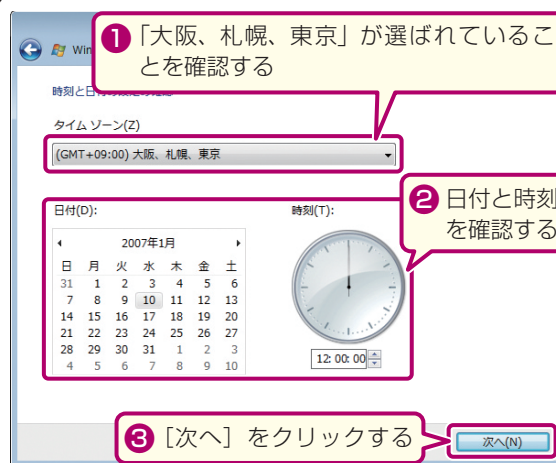 ❶「大阪、札幌、東京」が選ばれているこ
とを確認する
Win
時刻と日付
タイム ゾーン(Z)
(GMT+09:00) 大阪、札幌、東京
日付(D):
時刻(T):
❷ 日付と時刻
を確認する
2007年1月
日 月 火 水 木 金 土
31 1 2 3 4 5 6
7 8 9 10 11 12 13
14 15 16 17 18 19 20
21 22 23 24 25 26 27
28 29 30 31 1 2 3
4 5 6 7 8 9 10
12: 00: 00
❸［次へ］をクリックする
次へ(N)